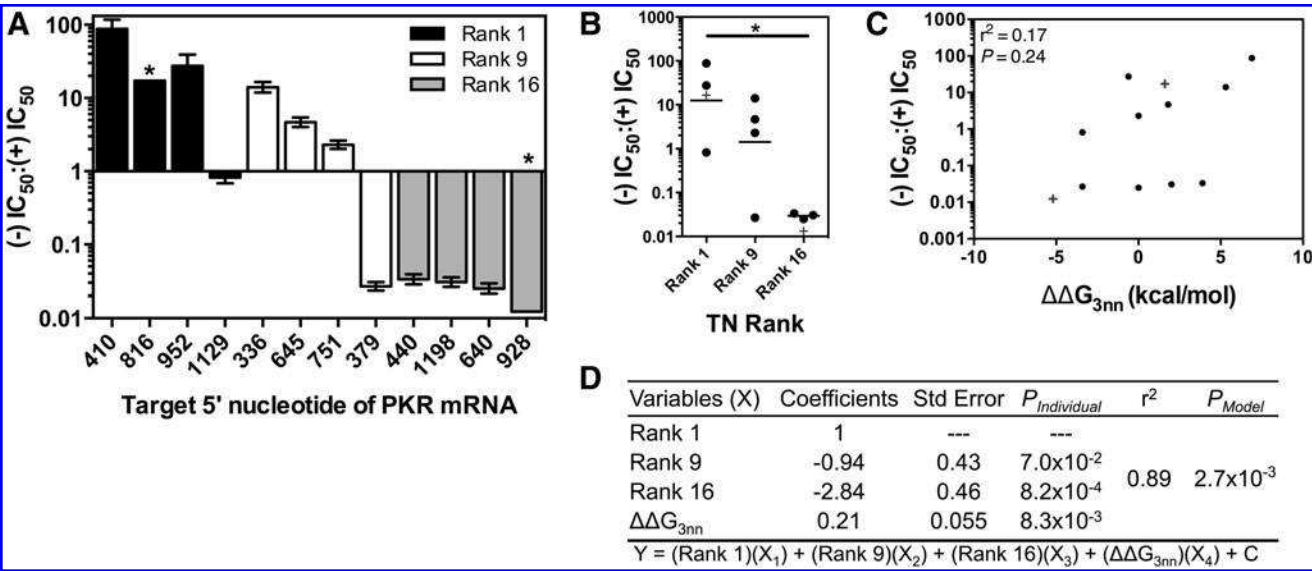 A
(-) IC50:(+) IC50
100
10
1
0.1
0.01
*
*
Rank 1
Rank 9
Rank 16
410
816
952
1129
336
645
751
379
440
1198
640
928
Target 5' nucleotide of PKR mRNA
B
(-) IC50:(+) IC50
1000
100
10
1
0.1
0.01
*
Rank 1
Rank 9
Rank 16
TN Rank
C
(-) IC50:(+) IC50
1000
100
10
1
0.1
0.01
0.001
r² = 0.17
P = 0.24
-10
-5
0
5
10
ΔΔG3nn (kcal/mol)
D
Variables (X) Coefficients Std Error PIndividual r² PModel
Rank 1 1 --- ---
Rank 9 -0.94 0.43 7.0x10-2
Rank 16 -2.84 0.46 8.2x10-4
0.89 2.7x10-3
ΔΔG3nn 0.21 0.055 8.3x10-3
Y = (Rank 1)(X1) + (Rank 9)(X2) + (Rank 16)(X3) + (ΔΔG3nn)(X4) + C